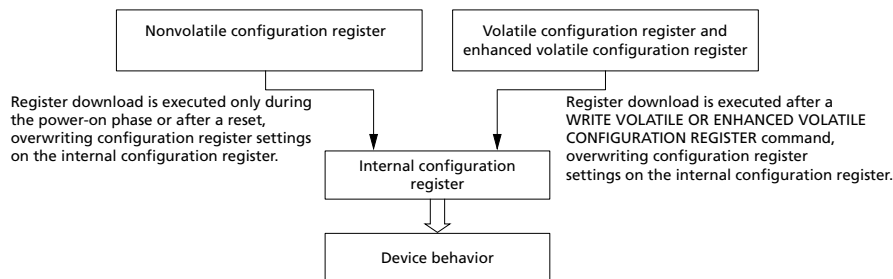 Nonvolatile configuration register
Volatile configuration register and
enhanced volatile configuration register
Register download is executed only during
the power-on phase or after a reset,
overwriting configuration register settings
on the internal configuration register.
Register download is executed after a
WRITE VOLATILE OR ENHANCED VOLATILE
CONFIGURATION REGISTER command,
overwriting configuration register
settings on the internal configuration register.
Internal configuration
register
Device behavior